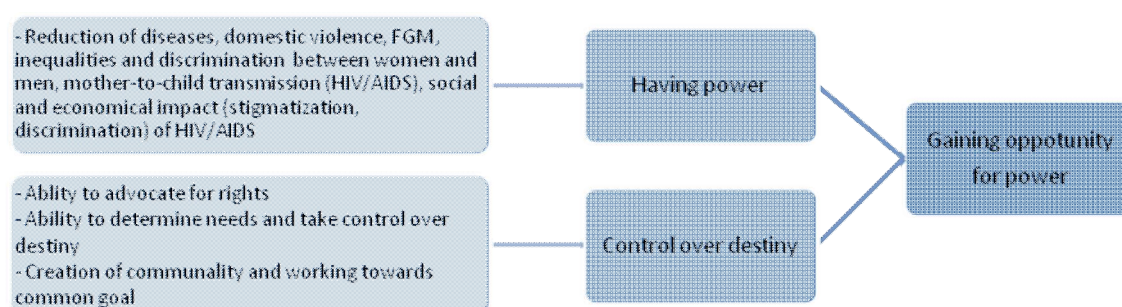 - Reduction of diseases, domestic violence, FGM,
inequalities and discrimination between women and
men, mother-to-child transmission (HIV/AIDS), social
and economical impact (stigmatization,
discrimination) of HIV/AIDS
Having power
Gaining oppotunity
for power
- Ablity to advocate for rights
- Ability to determine needs and take control over
destiny
- Creation of communality and working towards
common goal
Control over destiny